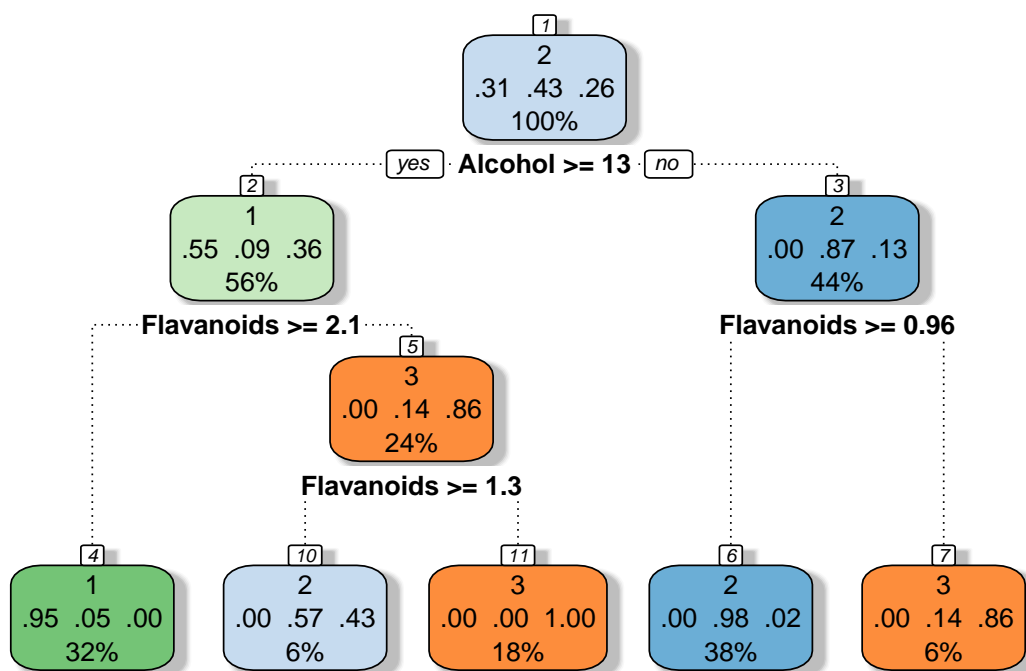 1
2
.31 .43 .26
100%
yes Alcohol >= 13 no
2
1
.55 .09 .36
56%
3
2
.00 .87 .13
44%
Flavanoids >= 2.1
Flavanoids >= 0.96
5
3
.00 .14 .86
24%
Flavanoids >= 1.3
4
1
.95 .05 .00
32%
10
2
.00 .57 .43
6%
11
3
.00 .00 1.00
18%
6
2
.00 .98 .02
38%
7
3
.00 .14 .86
6%